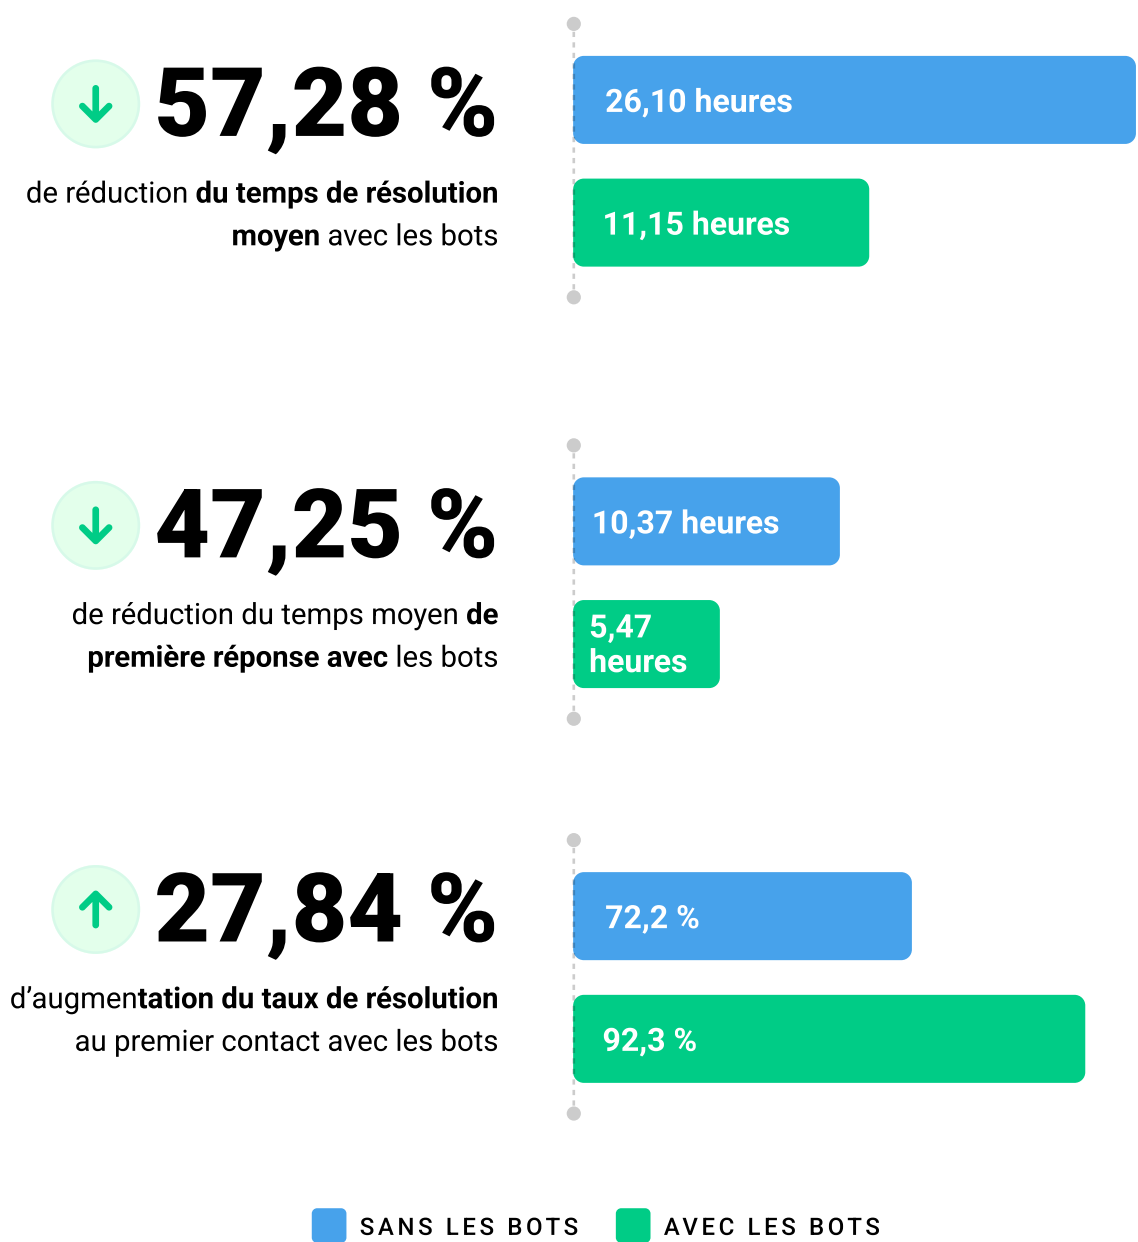 57,28 %
de réduction du temps de résolution
moyen avec les bots
26,10 heures
11,15 heures
47,25 %
de réduction du temps moyen de
première réponse avec les bots
10,37 heures
5,47
heures
27,84 %
d’augmentation du taux de résolution
au premier contact avec les bots
72,2 %
92,3 %
SANS LES BOTS
AVEC LES BOTS